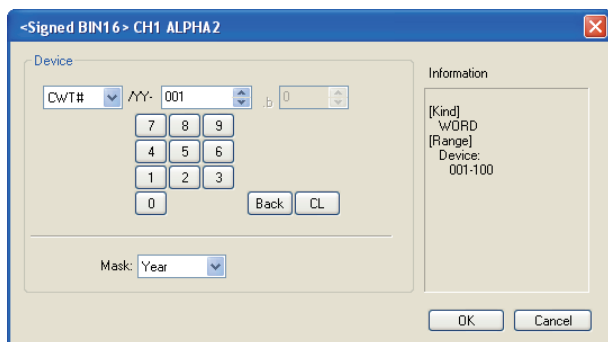 <Signed BIN16> CH1 ALPHA2
Device
CWT# /YY- 001 .b 0
7 8 9
4 5 6
1 2 3
0 Back CL
Mask: Year
Information
[Kind]
WORD
[Range]
Device:
001-100
OK Cancel